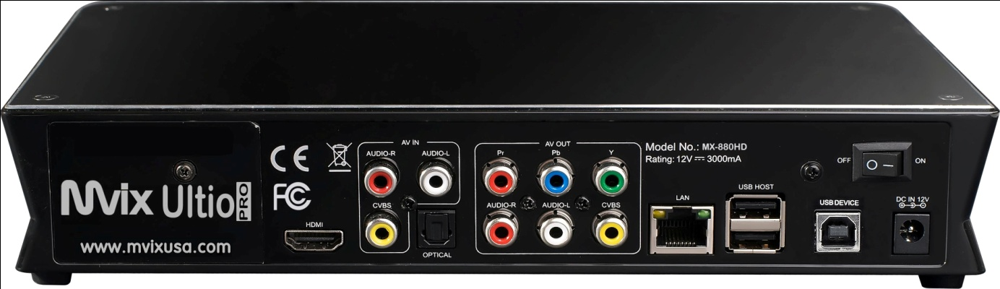 Mvix Ultio PRO
www.mvixusa.com
CE
FC
HDMI
AV IN
AUDIO-R AUDIO-L
CVBS
OPTICAL
AV OUT
Pr Pb Y
AUDIO-R AUDIO-L CVBS
Model No.: MX-880HD
Rating: 12V 3000mA
LAN
USB HOST
USB DEVICE
OFF ON
DC IN 12V